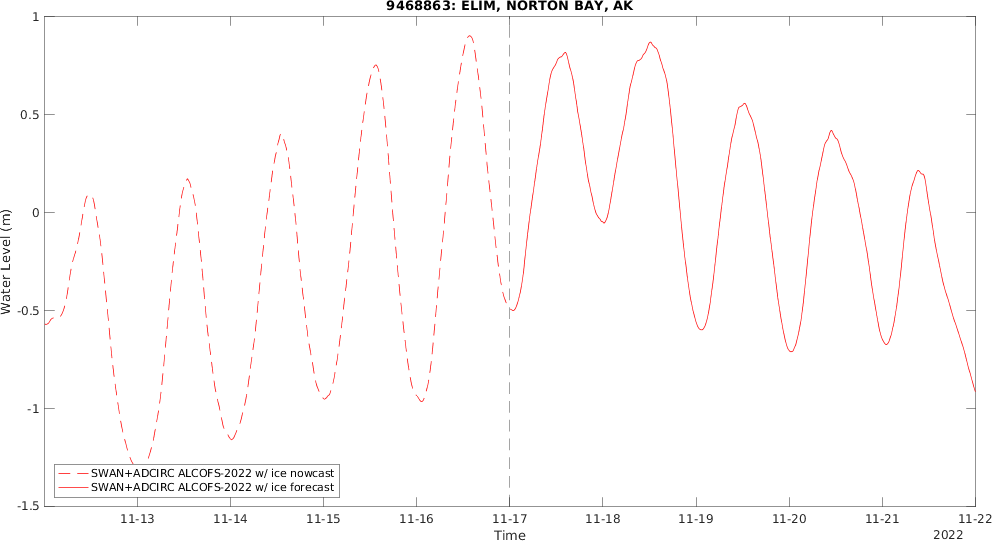 9468863: ELIM, NORTON BAY, AK
Water Level (m)
1
0.5
0
-0.5
-1
-1.5
SWAN+ADCIRC ALCOFS-2022 w/ ice nowcast
SWAN+ADCIRC ALCOFS-2022 w/ ice forecast
11-13 11-14 11-15 11-16 11-17 11-18 11-19 11-20 11-21 11-22
Time
2022